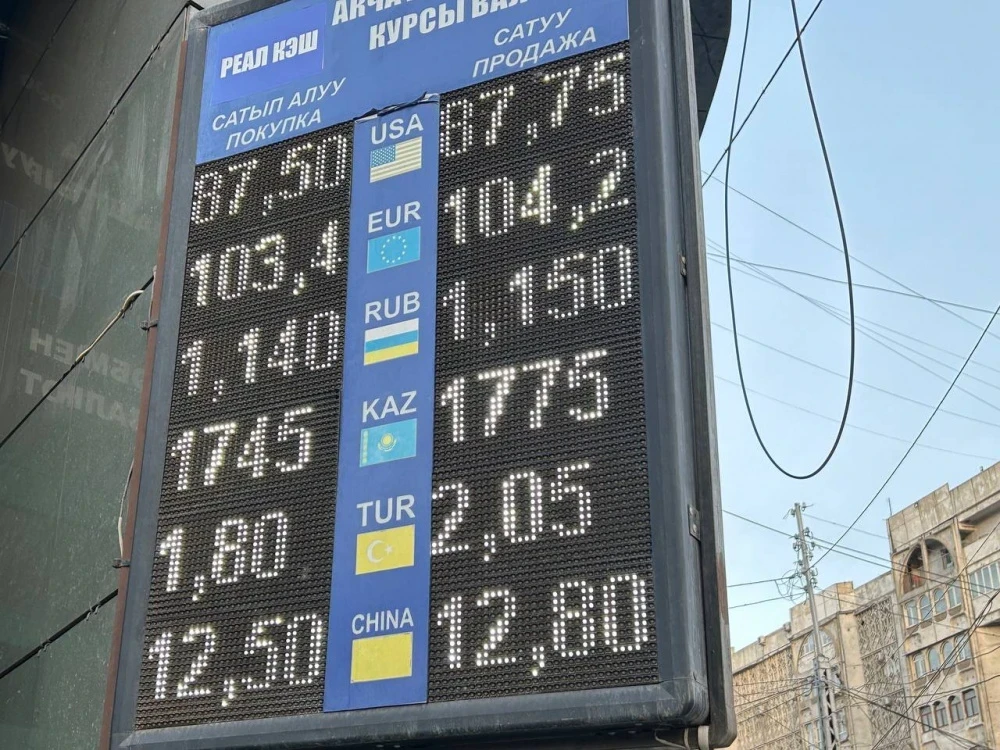 КУРСЫ
РЕАЛ КЭШ
САТЫП АЛУУ
ПОКУПКА
САТУУ
ПРОДАЖА
87,50 USA 87,75
103,4 EUR 104,2
1,140 RUB 1,150
1745 KAZ 1775
1,80 TUR 2,05
12,50 CHINA 12,80